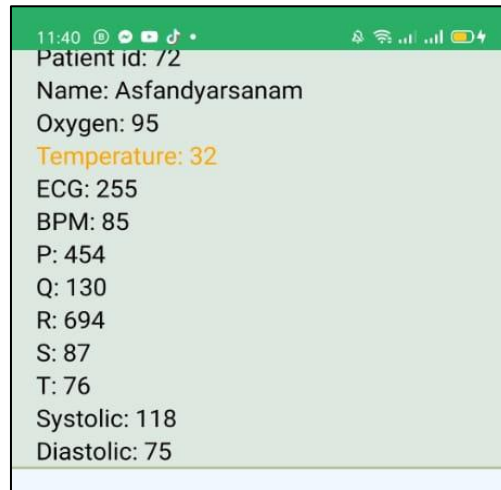 11:40
Patient id: 72
Name: Asfandyarsanam
Oxygen: 95
Temperature: 32
ECG: 255
BPM: 85
P: 454
Q: 130
R: 694
S: 87
T: 76
Systolic: 118
Diastolic: 75